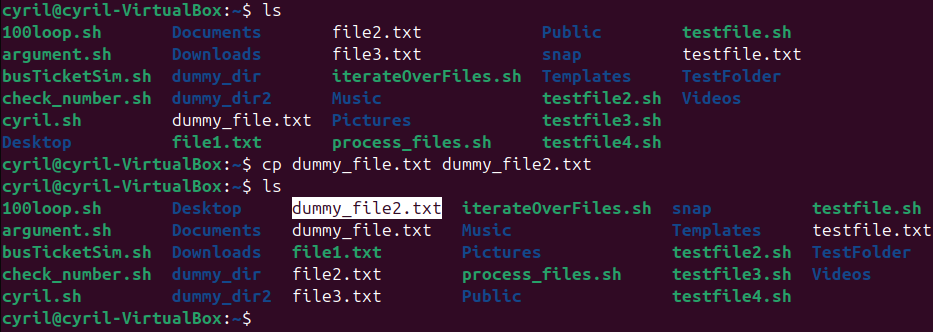 cyril@cyril-VirtualBox:~$ ls
100loop.sh Documents file2.txt Public testfile.sh
argument.sh Downloads file3.txt snap testfile.txt
busTicketSim.sh dummy_dir iterateOverFiles.sh Templates TestFolder
check_number.sh dummy_dir2 Music testfile2.sh Videos
cyril.sh dummy_file.txt Pictures testfile3.sh
Desktop file1.txt process_files.sh testfile4.sh
cyril@cyril-VirtualBox:~$ cp dummy_file.txt dummy_file2.txt
cyril@cyril-VirtualBox:~$ ls
100loop.sh Desktop dummy_file2.txt iterateOverFiles.sh snap testfile.sh
argument.sh Documents dummy_file.txt Music Templates testfile.txt
busTicketSim.sh Downloads file1.txt Pictures testfile2.sh TestFolder
check_number.sh dummy_dir file2.txt process_files.sh testfile3.sh Videos
cyril.sh dummy_dir2 file3.txt Public testfile4.sh
cyril@cyril-VirtualBox:~$